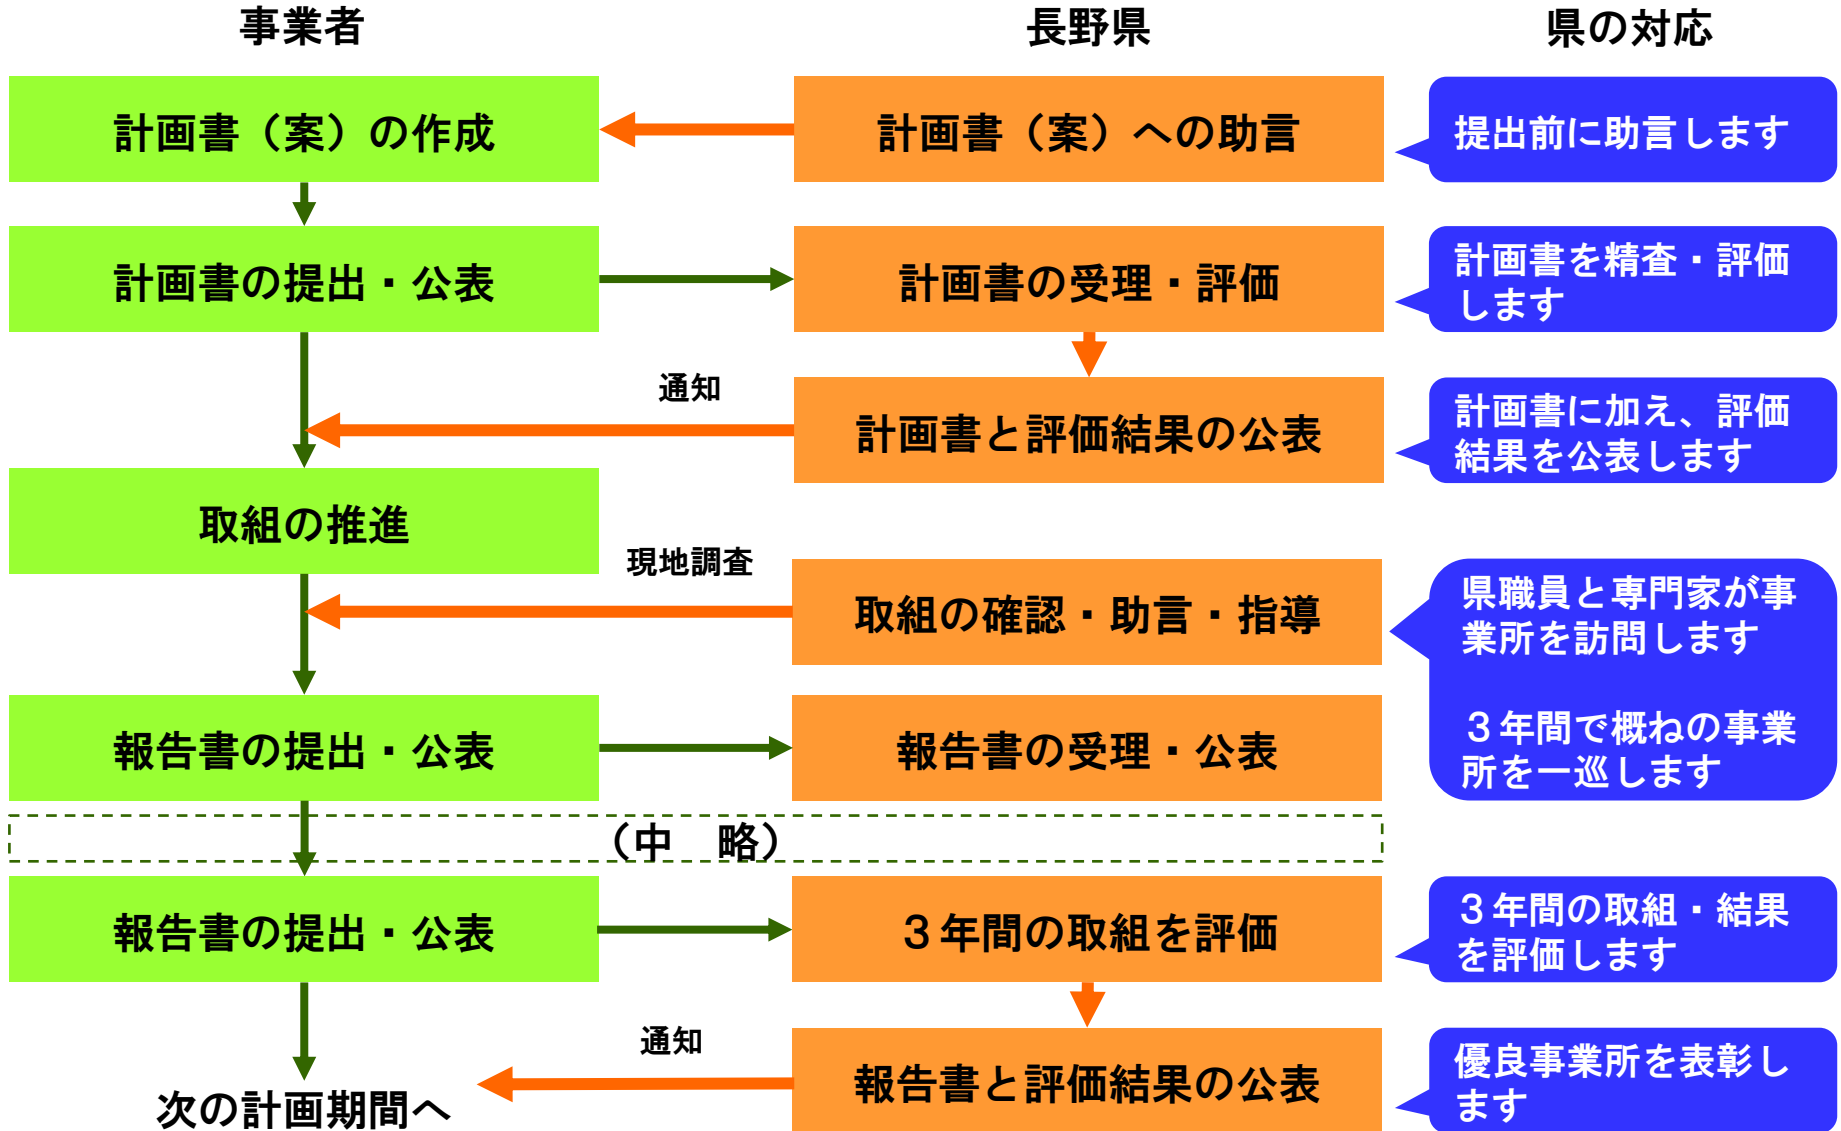 事業者
長野県
県の対応
計画書（案）の作成
計画書（案）への助言
提出前に助言します
計画書の提出・公表
計画書の受理・評価
計画書を精査・評価
します
通知
計画書と評価結果の公表
計画書に加え、評価
結果を公表します
取組の推進
現地調査
取組の確認・助言・指導
県職員と専門家が事
業所を訪問します
３年間で概ねの事業
所を一巡します
報告書の提出・公表
報告書の受理・公表
（中　略）
報告書の提出・公表
３年間の取組を評価
３年間の取組・結果
を評価します
通知
報告書と評価結果の公表
優良事業所を表彰し
ます
次の計画期間へ